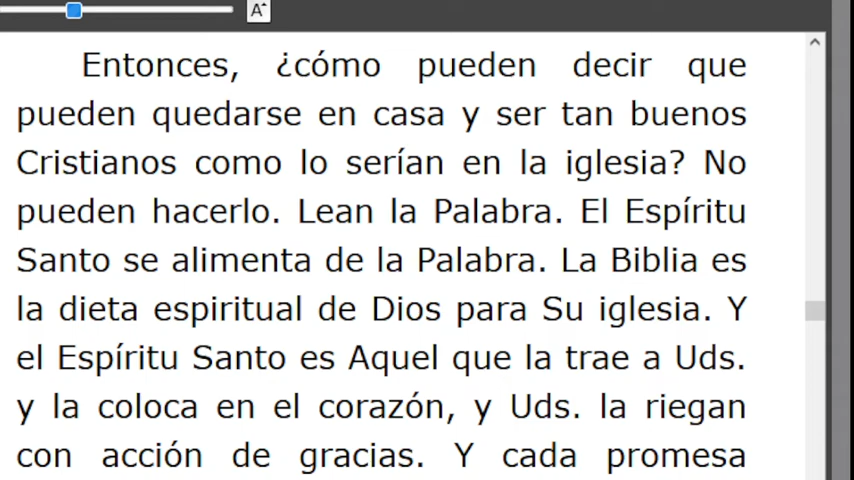 A
Entonces, ¿cómo pueden decir que
pueden quedarse en casa y ser tan buenos
Cristianos como lo serían en la iglesia? No
pueden hacerlo. Lean la Palabra. El Espíritu
Santo se alimenta de la Palabra. La Biblia es
la dieta espiritual de Dios para Su iglesia. Y
el Espíritu Santo es Aquel que la trae a Uds.
y la coloca en el corazón, y Uds. la riegan
con acción de gracias. Y cada promesa